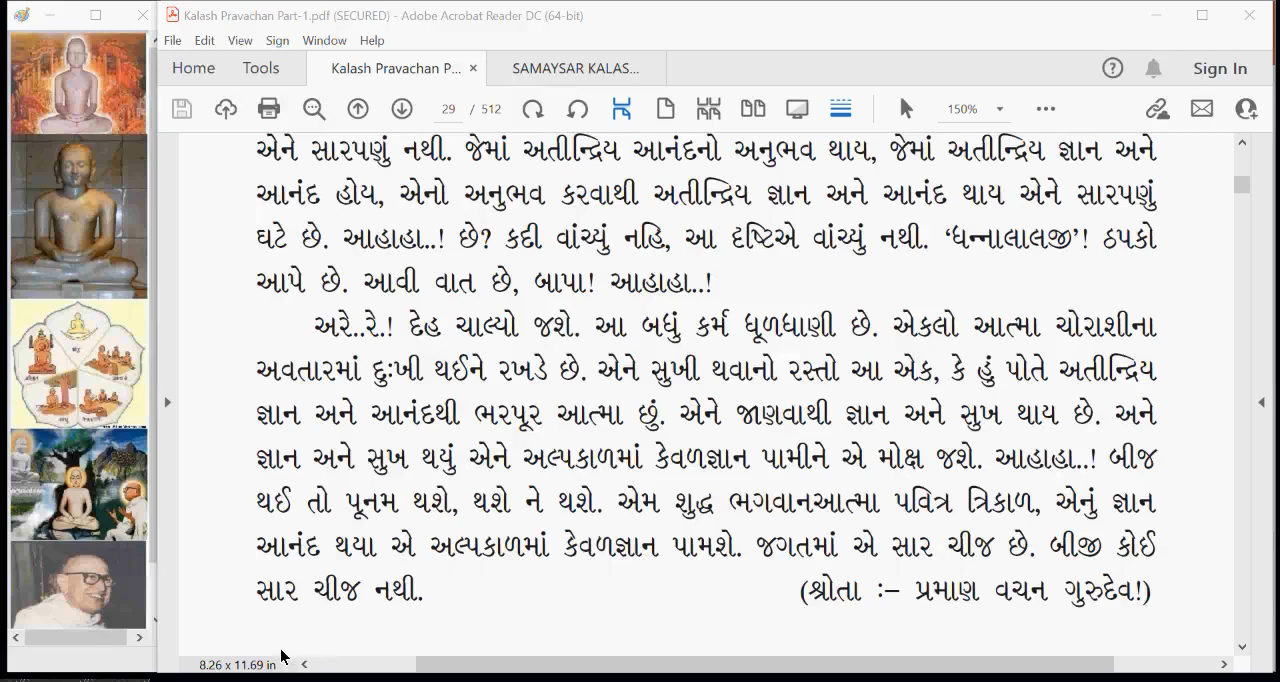 Kalash Pravachan Part-1.pdf (SECURED) - Adobe Acrobat Reader DC (64-bit)
File Edit View Sign Window Help
Home Tools Kalash Pravachan P... × SAMAYSAR KALAS... Sign In
29 / 512 150%
એને સારપણું નથી. જેમાં અતીન્દ્રિય આનંદનો અનુભવ થાય, જેમાં અતીન્દ્રિય જ્ઞાન અને
આનંદ હોય, એનો અનુભવ કરવાથી અતીન્દ્રિય જ્ઞાન અને આનંદ થાય એને સારપણું
ઘટે છે. આહાહા..! છે? કદી વાંચ્યું નહિ, આ દૃષ્ટિએ વાંચ્યું નથી. ‘ધન્નાલાલજી’! ઠપકો
આપે છે. આવી વાત છે, બાપા! આહાહા..!
અરે..રે.! દેહ ચાલ્યો જશે. આ બધું કર્મ ધૂળધાણી છે. એકલો આત્મા ચોરાશીના
અવતારમાં દુઃખી થઈને રખડે છે. એને સુખી થવાનો રસ્તો આ એક, કે હું પોતે અતીન્દ્રિય
જ્ઞાન અને આનંદથી ભરપૂર આત્મા છું. એને જાણવાથી જ્ઞાન અને સુખ થાય છે. અને
જ્ઞાન અને સુખ થયું એને અલ્પકાળમાં કેવળજ્ઞાન પામીને એ મોક્ષ જશે. આહાહા..! બીજ
થઈ તો પૂનમ થશે, થશે ને થશે. એમ શુદ્ધ ભગવાનઆત્મા પવિત્ર ત્રિકાળ, એનું જ્ઞાન
આનંદ થયા એ અલ્પકાળમાં કેવળજ્ઞાન પામશે. જગતમાં એ સાર ચીજ છે. બીજી કોઈ
સાર ચીજ નથી. (શ્રોતા :– પ્રમાણ વચન ગુરુદેવ!)
8.26 x 11.69 in